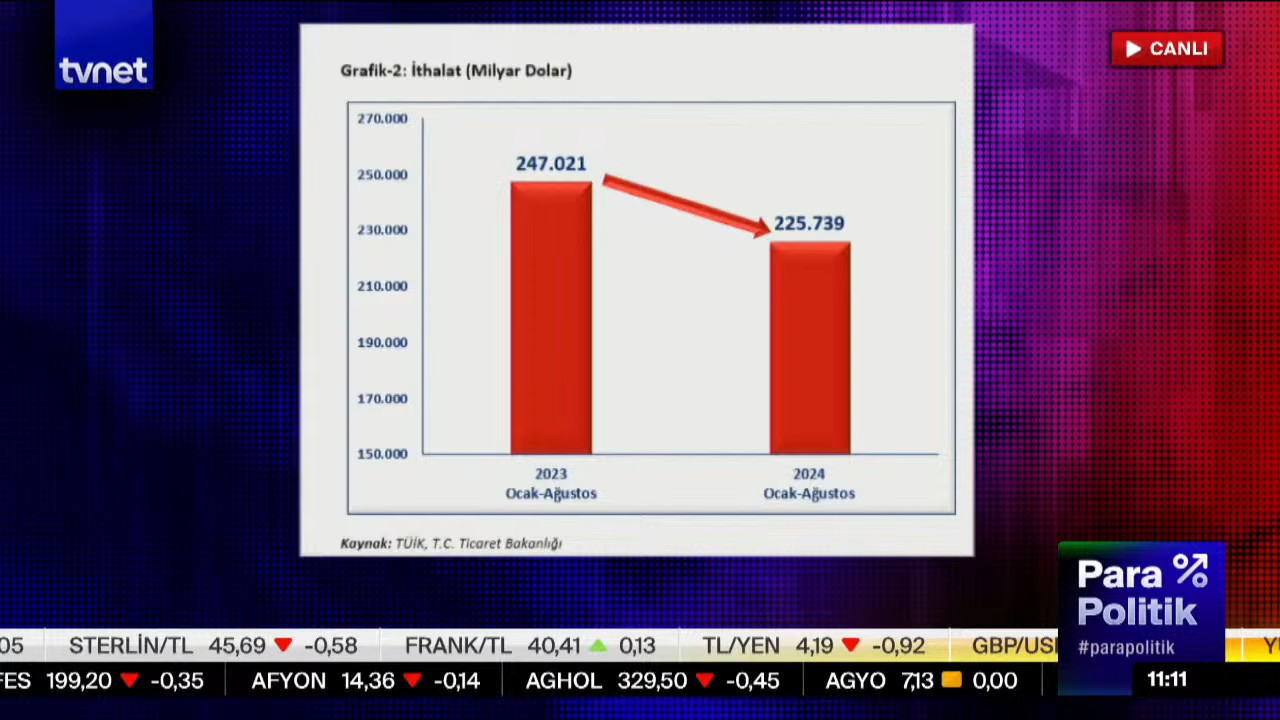 tvnet
CANLI
Grafik-2: İthalat (Milyar Dolar)
270.000
250.000
230.000
210.000
190.000
170.000
150.000
247.021
225.739
2023
Ocak-Ağustos
2024
Ocak-Ağustos
Kaynak: TÜİK, T.C. Ticaret Bakanlığı
Para
Politik
#parapolitik
05 STERLİN/TL 45,69 -0,58 FRANK/TL 40,41 0,13 TL/YEN 4,19 -0,92 GBP/US
FES 199,20 -0,35 AFYON 14,36 -0,14 AGHOL 329,50 -0,45 AGYO 7,13 0,00
11:11